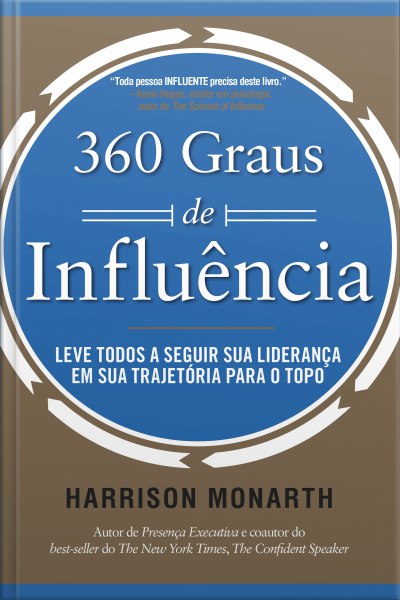 “Toda pessoa INFLUENTE precisa deste livro.”
– Kevin Hogan, doutor em psicologia,
autor de The Science of Influence
360 Graus
de
Influência
LEVE TODOS A SEGUIR SUA LIDERANÇA
EM SUA TRAJETÓRIA PARA O TOPO
HARRISON MONARTH
Autor de Presença Executiva e coautor do
best-seller do The New York Times, The Confident Speaker